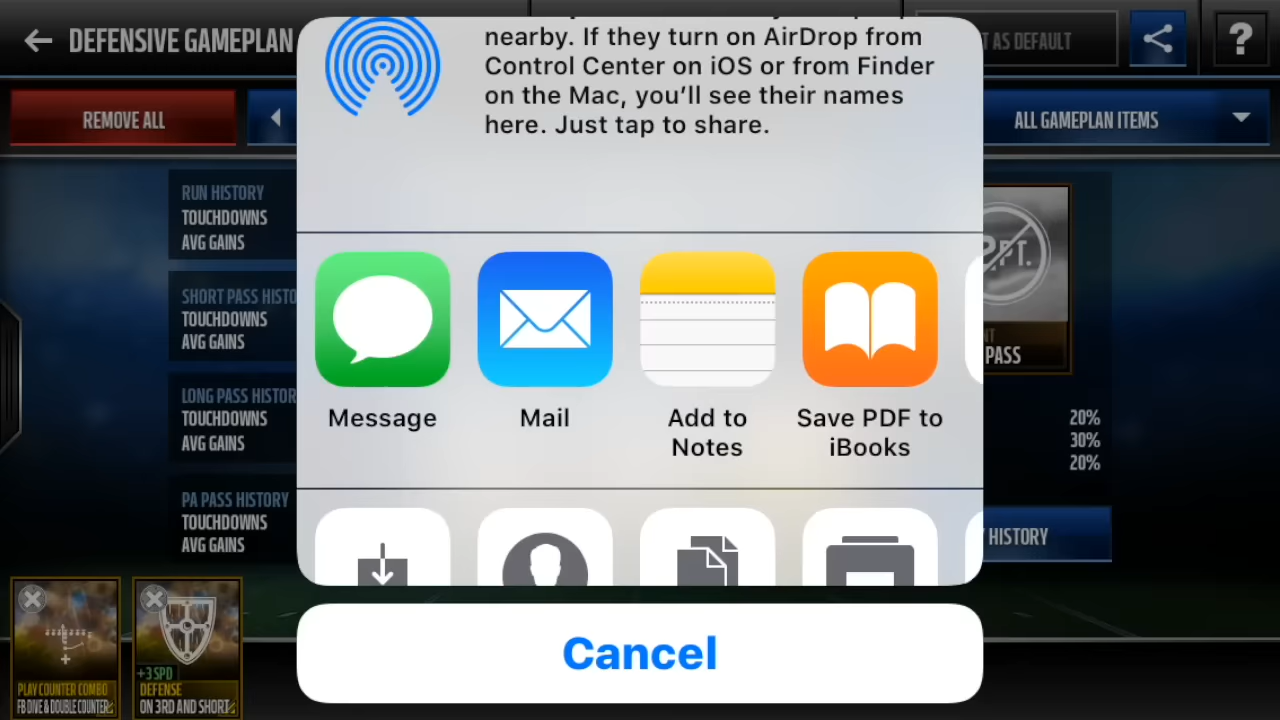 DEFENSIVE GAMEPLAN
AS DEFAULT
?
nearby. If they turn on AirDrop from
Control Center on iOS or from Finder
on the Mac, you'll see their names
here. Just tap to share.
REMOVE ALL
ALL GAMEPLAN ITEMS
RUN HISTORY
TOUCHDOWNS
AVG GAINS
TOUCHDOWNS
AVG GAINS
SHORT PASS HISTO
LONG PASS HISTOR
TOUCHDOWNS
AVG GAINS
PA PASS HISTORY
TOUCHDOWNS
AVG GAINS
Message
Mail
Add to
Notes
Save PDF to
iBooks
PT.
PASS
20%
30%
20%
HISTORY
PLAY COUNTER COMBO
FB DIVE & DOUBLE COUNTER
+3 SPD
DEFENSE
ON 3RD AND SHORT
Cancel